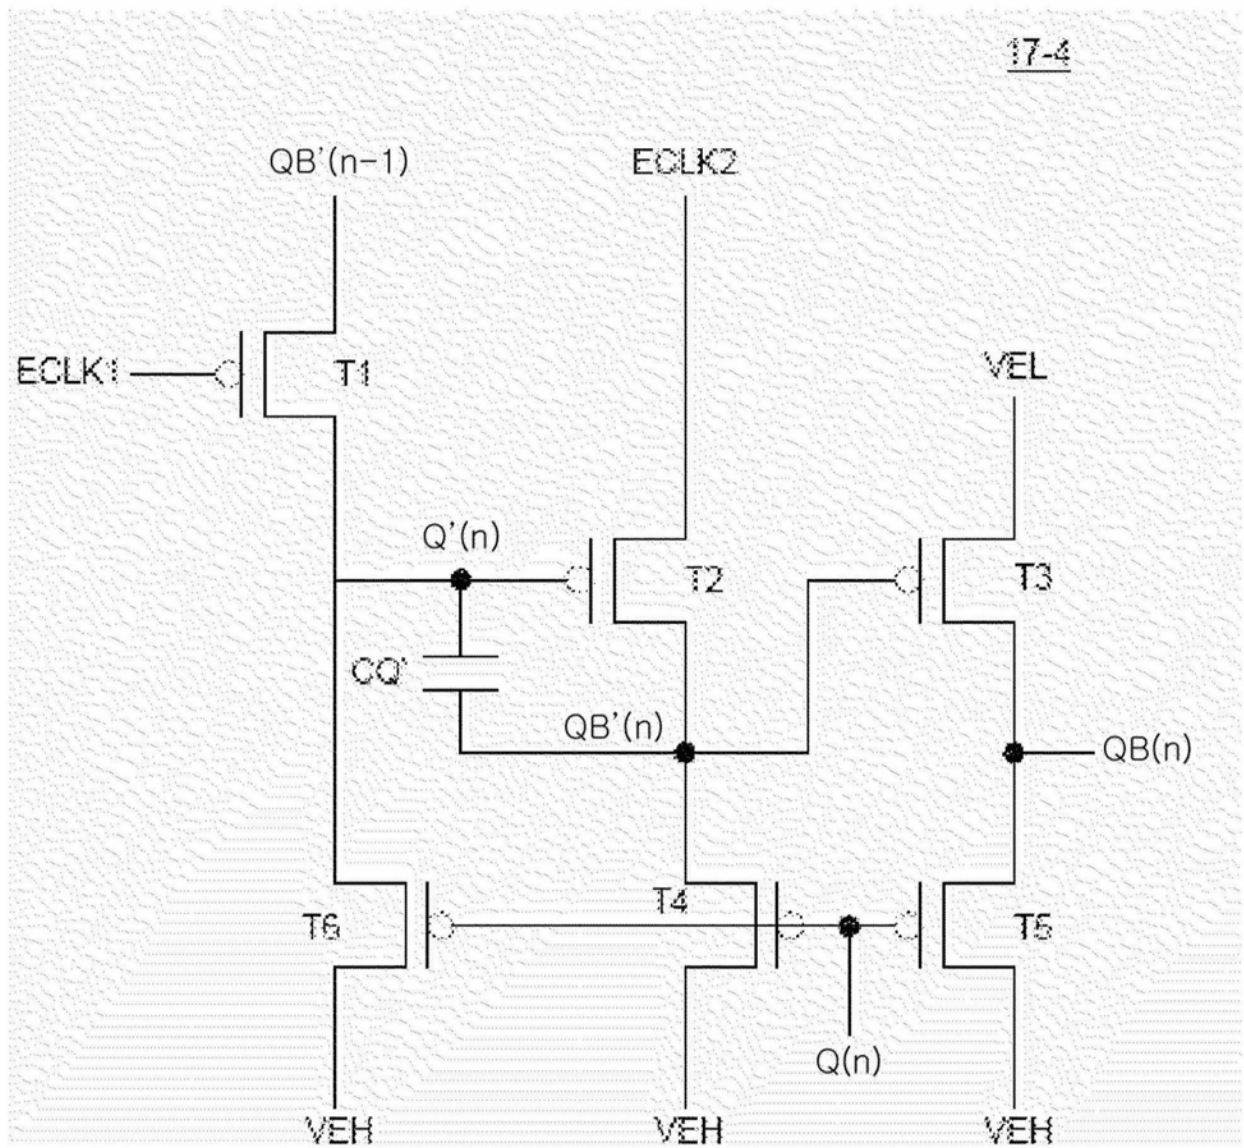 17-4
QB'(n-1)
ECLK2
ECLK1
T1
VEL
Q'(n)
T2
T3
CQ'
QB'(n)
QB(n)
T6
T4
T5
Q(n)
VEH
VEH
VEH